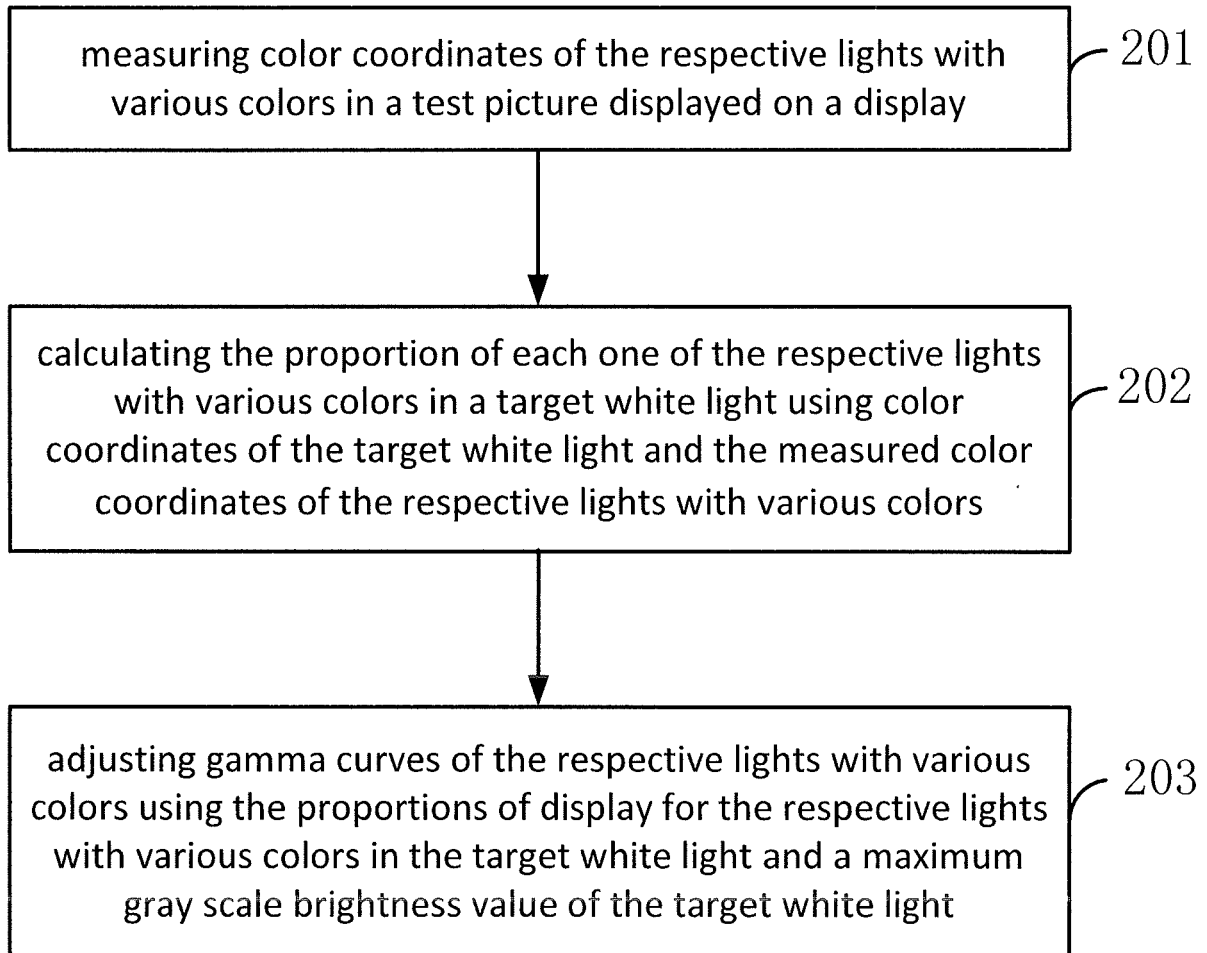 measuring color coordinates of the respective lights with
various colors in a test picture displayed on a display
201
calculating the proportion of each one of the respective lights
with various colors in a target white light using color
coordinates of the target white light and the measured color
coordinates of the respective lights with various colors
202
adjusting gamma curves of the respective lights with various
colors using the proportions of display for the respective lights
with various colors in the target white light and a maximum
gray scale brightness value of the target white light
203